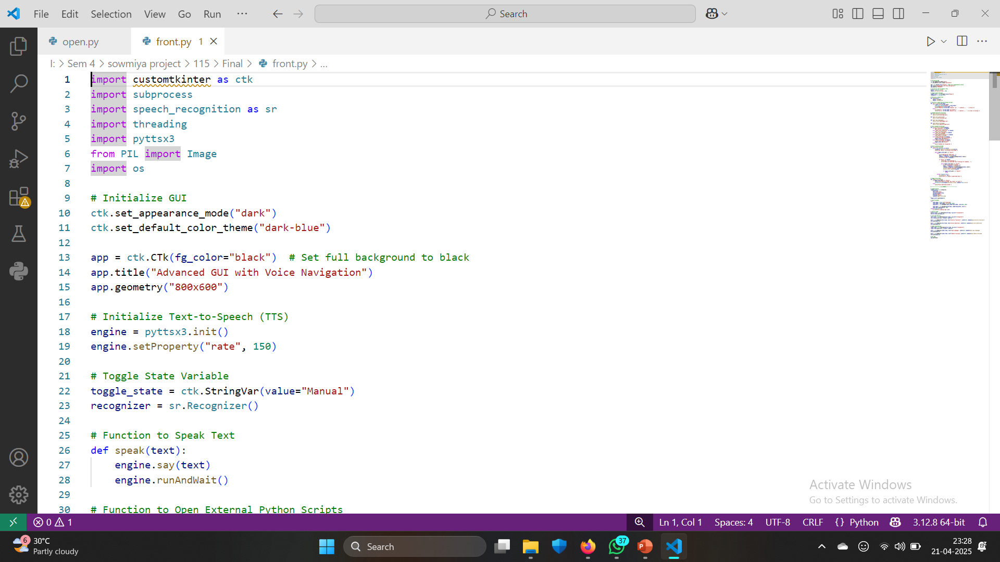 File Edit Selection View Go Run ··· Search
open.py front.py 1
I: > Sem 4 > sowmiya project > 115 > Final > front.py > ...
1 import customtkinter as ctk
2 import subprocess
3 import speech_recognition as sr
4 import threading
5 import pyttsx3
6 from PIL import Image
7 import os
8
9 # Initialize GUI
10 ctk.set_appearance_mode("dark")
11 ctk.set_default_color_theme("dark-blue")
12
13 app = ctk.CTk(fg_color="black")  # Set full background to black
14 app.title("Advanced GUI with Voice Navigation")
15 app.geometry("800x600")
16
17 # Initialize Text-to-Speech (TTS)
18 engine = pyttsx3.init()
19 engine.setProperty("rate", 150)
20
21 # Toggle State Variable
22 toggle_state = ctk.StringVar(value="Manual")
23 recognizer = sr.Recognizer()
24
25 # Function to Speak Text
26 def speak(text):
27     engine.say(text)
28     engine.runAndWait()
29
30 # Function to Open External Python Scripts
Activate Windows
Go to Settings to activate Windows.
0 1 Ln 1, Col 1 Spaces: 4 UTF-8 CRLF {} Python 3.12.8 64-bit
6 30°C
Partly cloudy
Search
37
P
23:28
21-04-2025